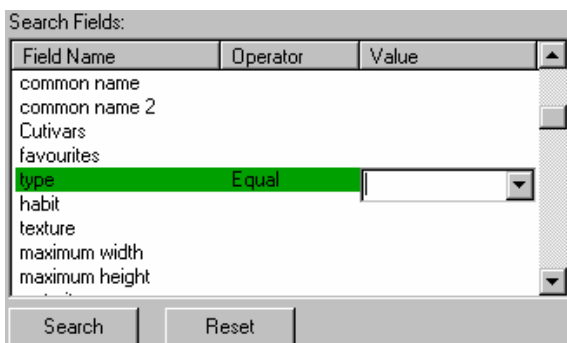 Search Fields:
Field Name Operator Value
common name
common name 2
Cutivars
favourites
type Equal
habit
texture
maximum width
maximum height
Search Reset